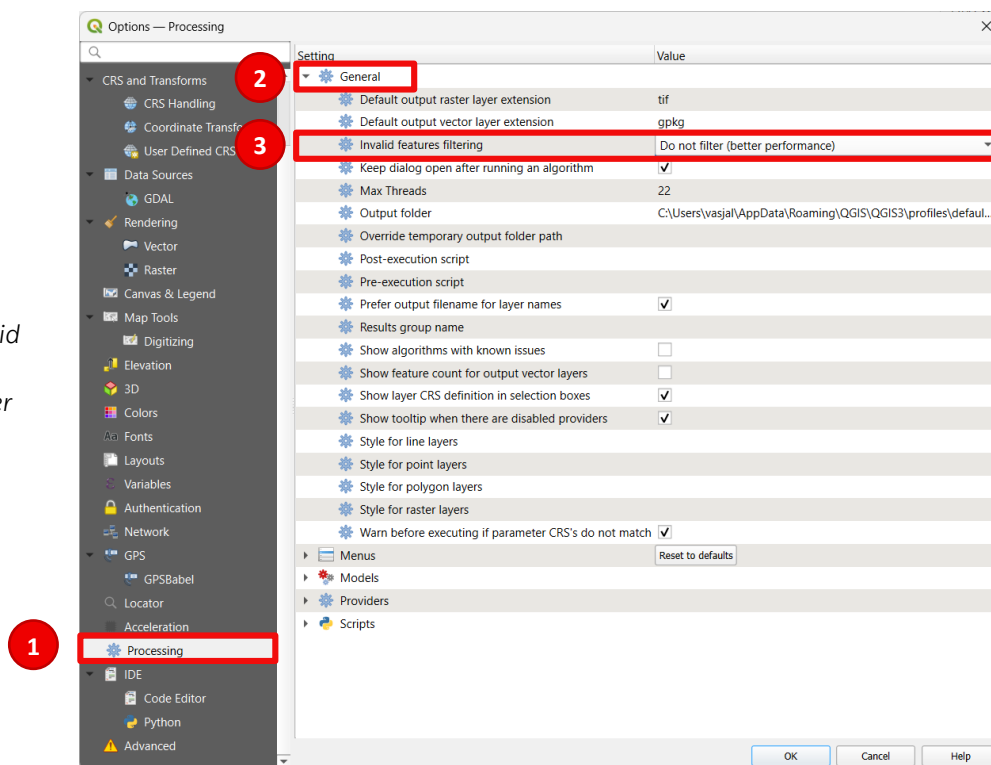 Options — Processing
Setting Value
CRS and Transforms
CRS Handling
Coordinate Transfo
User Defined CRS
Data Sources
GDAL
Rendering
Vector
Raster
Canvas & Legend
Map Tools
Digitizing
Elevation
3D
Colors
Fonts
Layouts
Variables
Authentication
Network
GPS
GPSBabel
Locator
Acceleration
Processing
IDE
Code Editor
Python
Advanced
id
er
1
2
3
General
Default output raster layer extension tif
Default output vector layer extension gpkg
Invalid features filtering Do not filter (better performance)
Keep dialog open after running an algorithm
Max Threads 22
Output folder C:\Users\vasjal\AppData\Roaming\QGIS\QGIS3\profiles\defaul...
Override temporary output folder path
Post-execution script
Pre-execution script
Prefer output filename for layer names
Results group name
Show algorithms with known issues
Show feature count for output vector layers
Show layer CRS definition in selection boxes
Show tooltip when there are disabled providers
Style for line layers
Style for point layers
Style for polygon layers
Style for raster layers
Warn before executing if parameter CRS's do not match
Menus Reset to defaults
Models
Providers
Scripts
OK Cancel Help